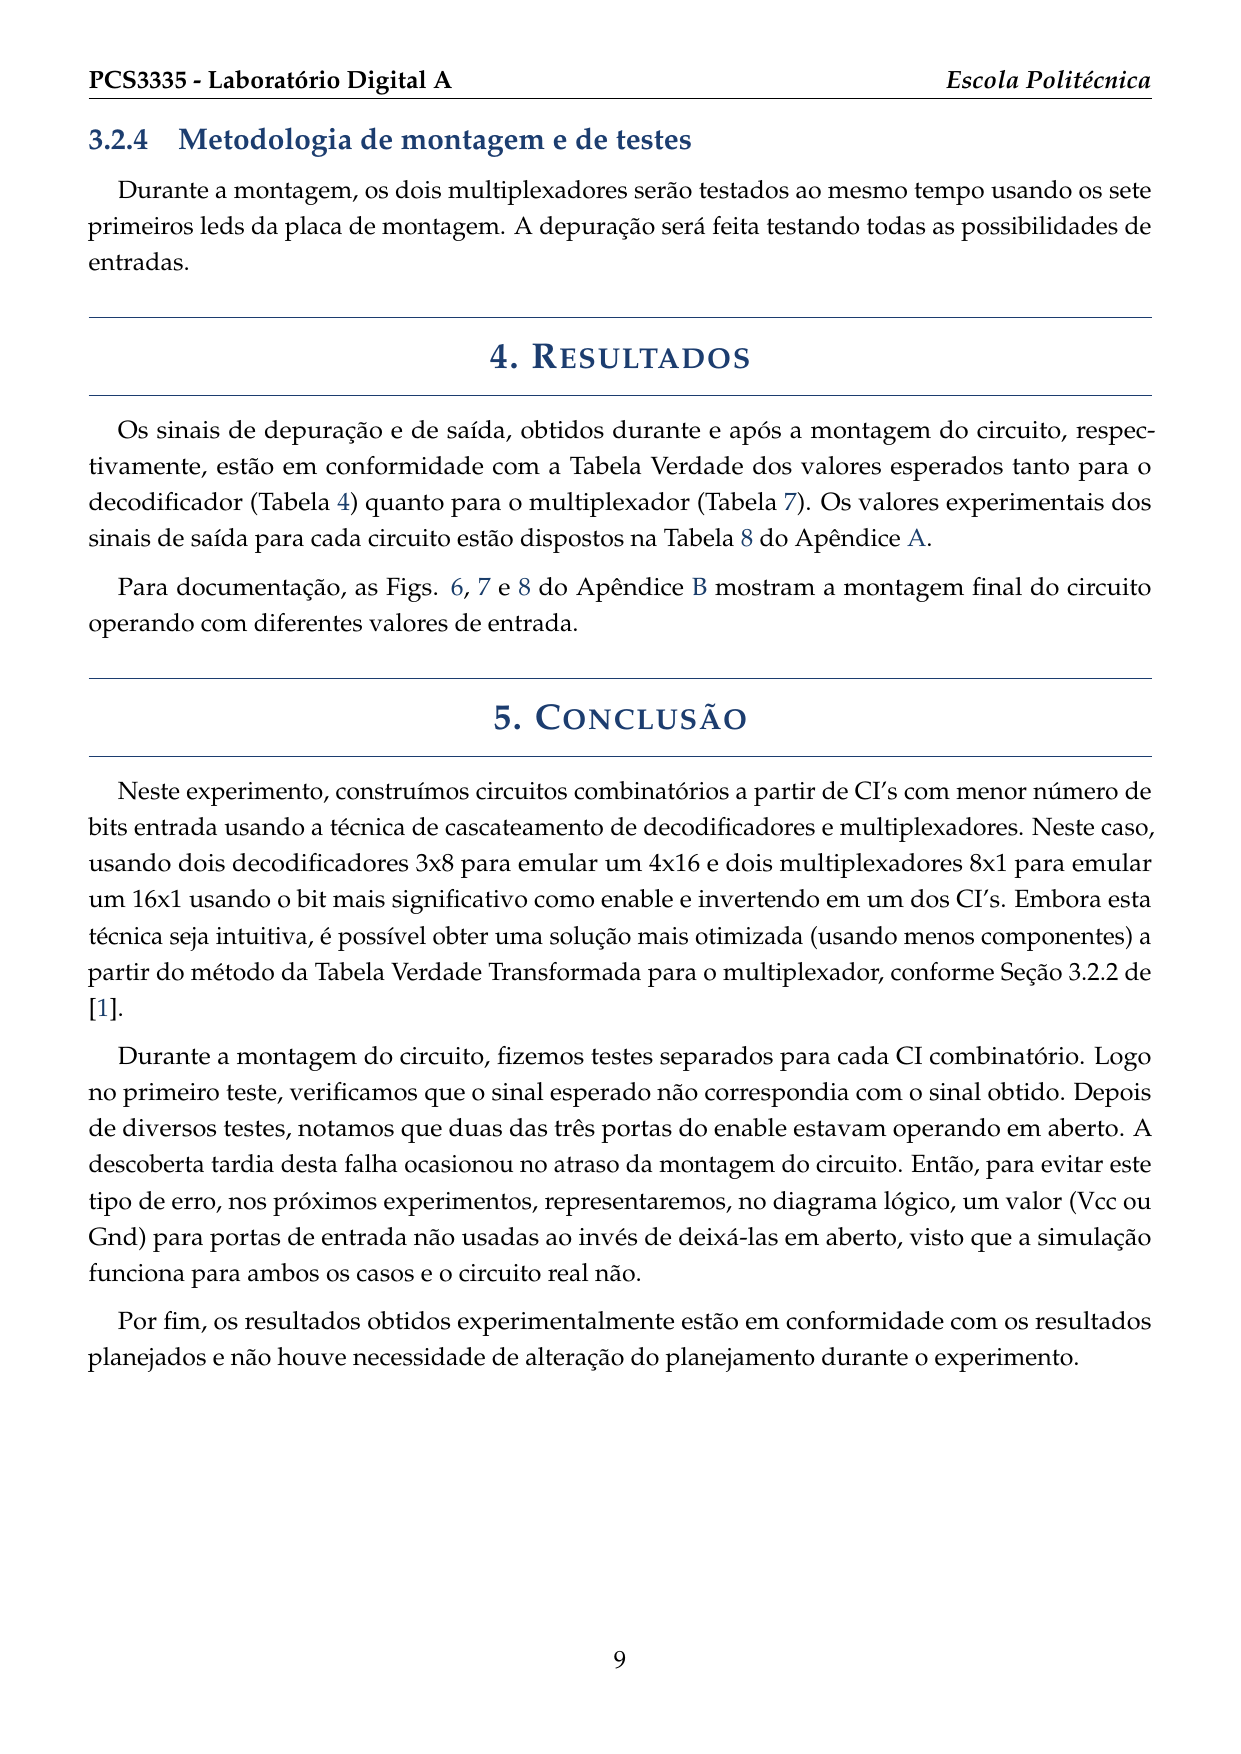 PCS3335 - Laboratório Digital A Escola Politécnica
3.2.4 Metodologia de montagem e de testes
Durante a montagem, os dois multiplexadores serão testados ao mesmo tempo usando os sete
primeiros leds da placa de montagem. A depuração será feita testando todas as possibilidades de
entradas.
4. RESULTADOS
Os sinais de depuração e de saída, obtidos durante e após a montagem do circuito, respec-
tivamente, estão em conformidade com a Tabela Verdade dos valores esperados tanto para o
decodificador (Tabela 4) quanto para o multiplexador (Tabela 7). Os valores experimentais dos
sinais de saída para cada circuito estão dispostos na Tabela 8 do Apêndice A.
Para documentação, as Figs. 6, 7 e 8 do Apêndice B mostram a montagem final do circuito
operando com diferentes valores de entrada.
5. CONCLUSÃO
Neste experimento, construímos circuitos combinatórios a partir de CI's com menor número de
bits entrada usando a técnica de cascateamento de decodificadores e multiplexadores. Neste caso,
usando dois decodificadores 3x8 para emular um 4x16 e dois multiplexadores 8x1 para emular
um 16x1 usando o bit mais significativo como enable e invertendo em um dos CI's. Embora esta
técnica seja intuitiva, é possível obter uma solução mais otimizada (usando menos componentes) a
partir do método da Tabela Verdade Transformada para o multiplexador, conforme Seção 3.2.2 de
[1].
Durante a montagem do circuito, fizemos testes separados para cada CI combinatório. Logo
no primeiro teste, verificamos que o sinal esperado não correspondia com o sinal obtido. Depois
de diversos testes, notamos que duas das três portas do enable estavam operando em aberto. A
descoberta tardia desta falha ocasionou no atraso da montagem do circuito. Então, para evitar este
tipo de erro, nos próximos experimentos, representaremos, no diagrama lógico, um valor (Vcc ou
Gnd) para portas de entrada não usadas ao invés de deixá-las em aberto, visto que a simulação
funciona para ambos os casos e o circuito real não.
Por fim, os resultados obtidos experimentalmente estão em conformidade com os resultados
planejados e não houve necessidade de alteração do planejamento durante o experimento.
9